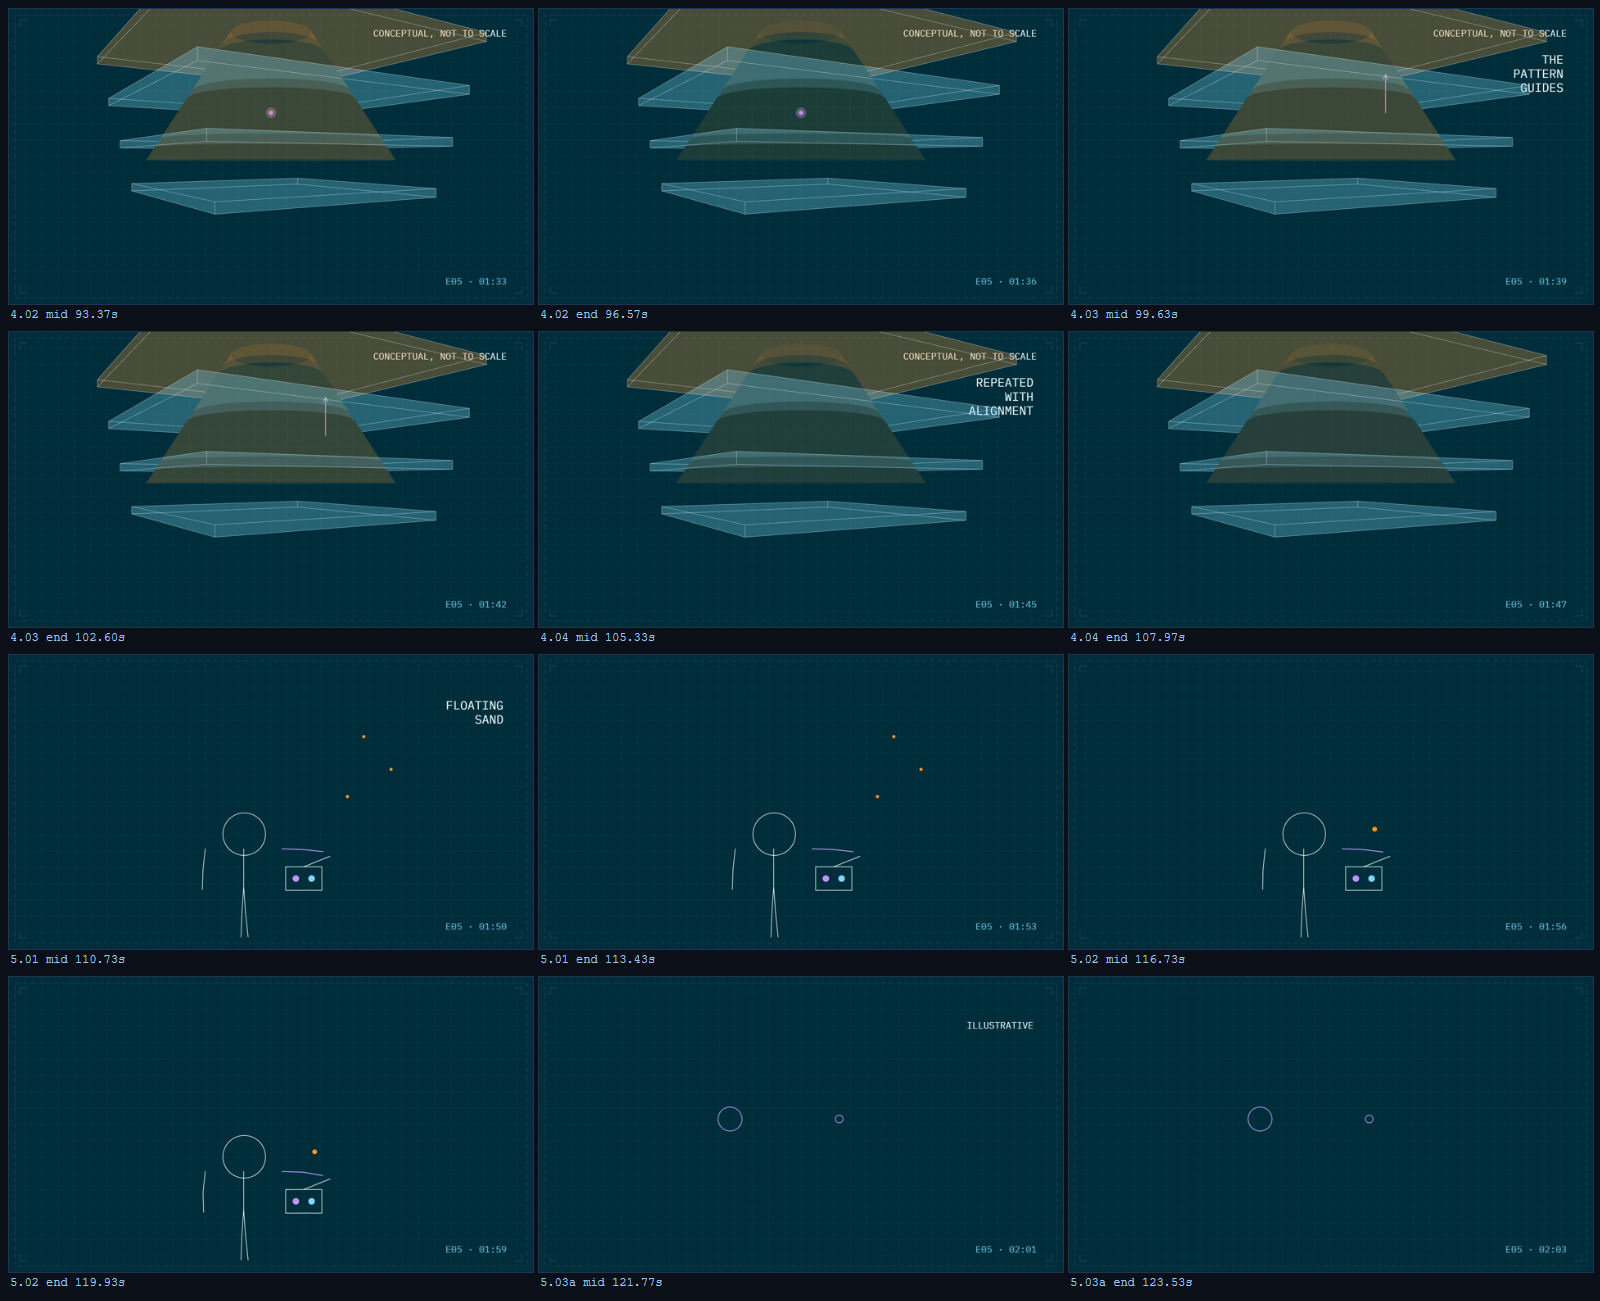 CONCEPTUAL, NOT TO SCALE
E05 · 01:33
4.02 mid 93.37s
CONCEPTUAL, NOT TO SCALE
E05 · 01:36
4.02 end 96.57s
CONCEPTUAL, NOT TO SCALE
THE
PATTERN
GUIDES
E05 · 01:39
4.03 mid 99.63s
CONCEPTUAL, NOT TO SCALE
E05 · 01:42
4.03 end 102.60s
CONCEPTUAL, NOT TO SCALE
REPEATED
WITH
ALIGNMENT
E05 · 01:45
4.04 mid 105.33s
E05 · 01:47
4.04 end 107.97s
FLOATING
SAND
E05 · 01:50
5.01 mid 110.73s
E05 · 01:53
5.01 end 113.43s
E05 · 01:56
5.02 mid 116.73s
E05 · 01:59
5.02 end 119.93s
ILLUSTRATIVE
E05 · 02:01
5.03a mid 121.77s
E05 · 02:03
5.03a end 123.53s